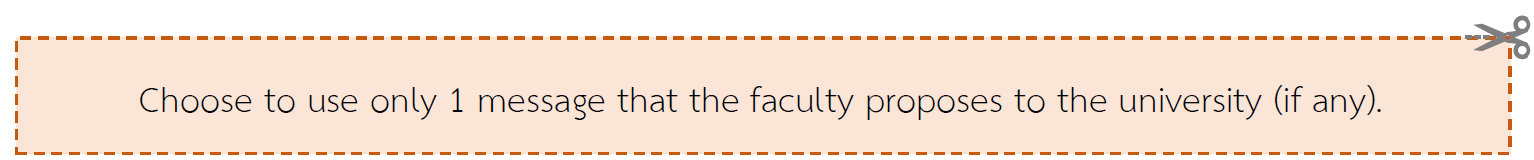 Choose to use only 1 message that the faculty proposes to the university (if any).